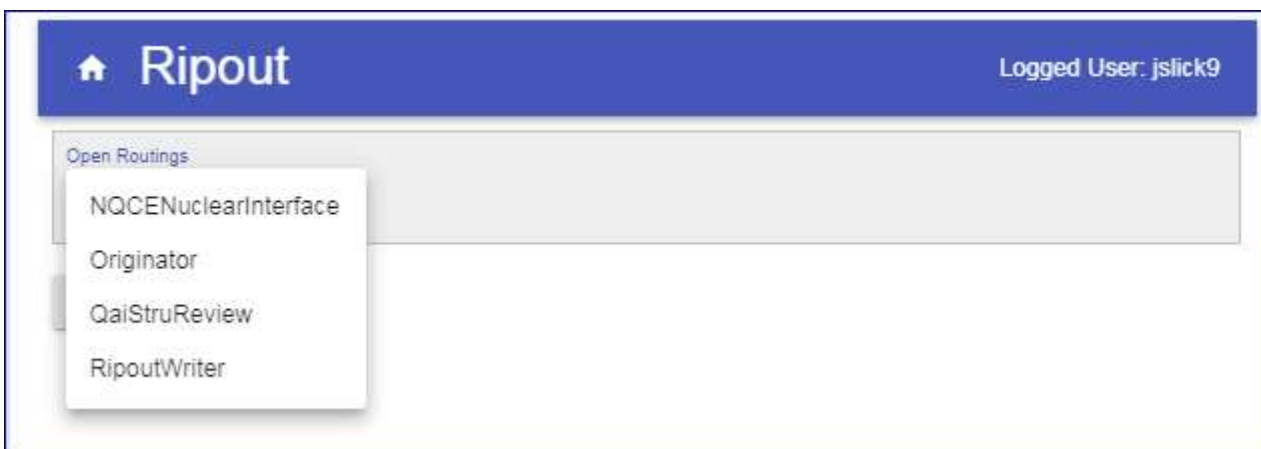 Ripout
Logged User: jslick9
Open Routings
NQCENuclearInterface
Originator
QaiStruReview
RipoutWriter